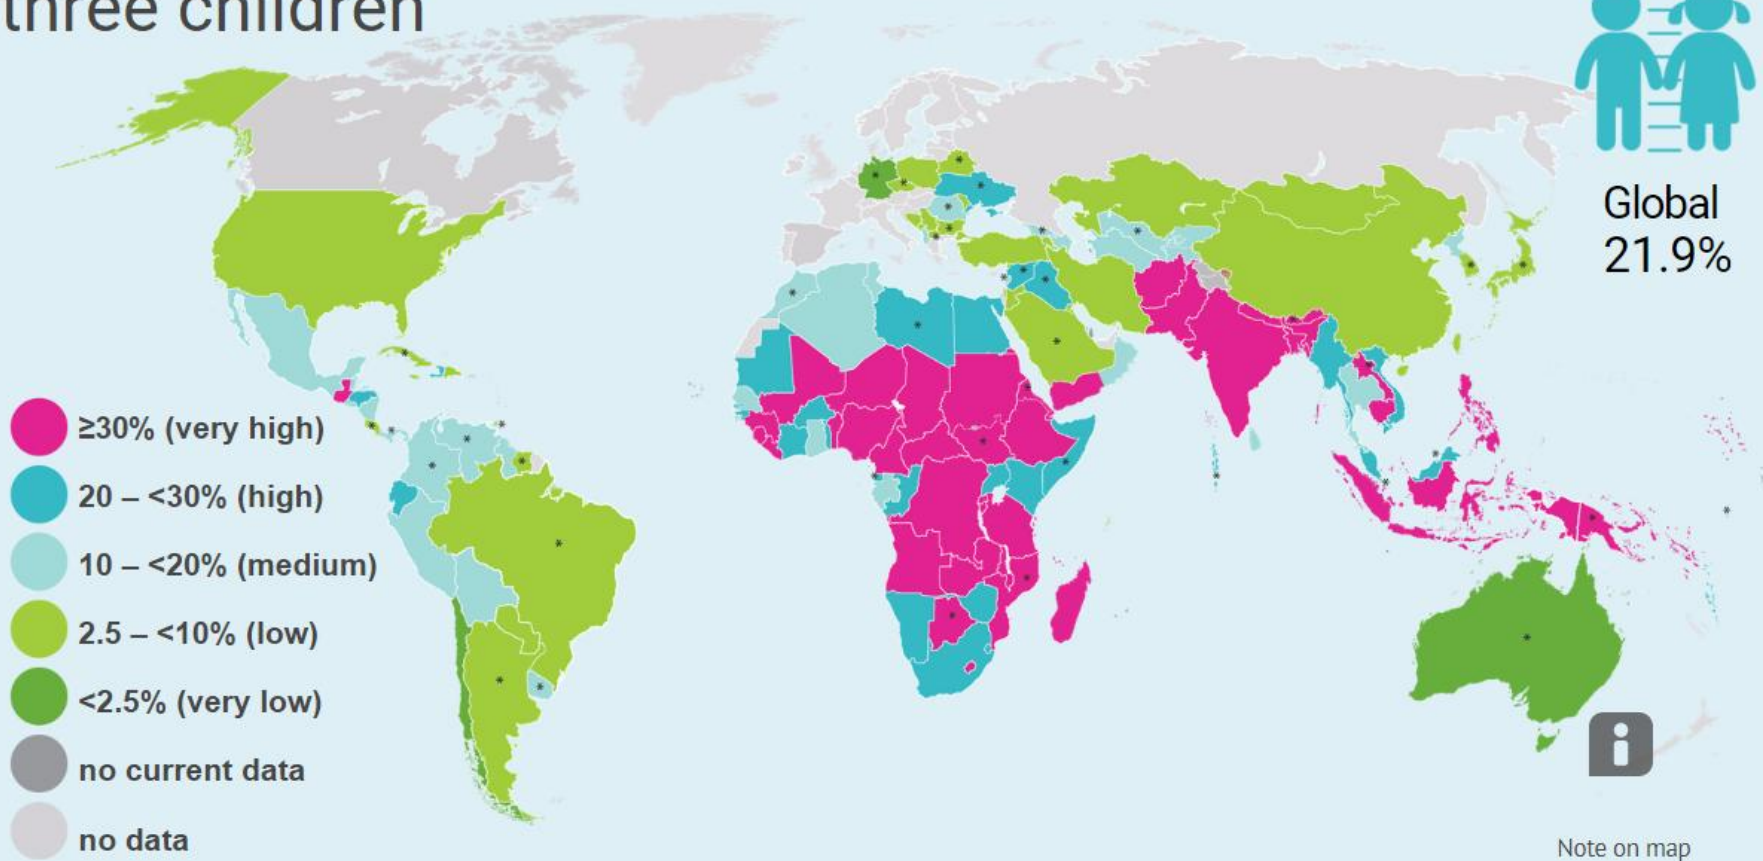 three children
Global
21.9%
≥30% (very high)
20 – <30% (high)
10 – <20% (medium)
2.5 – <10% (low)
<2.5% (very low)
no current data
no data
i
Note on map